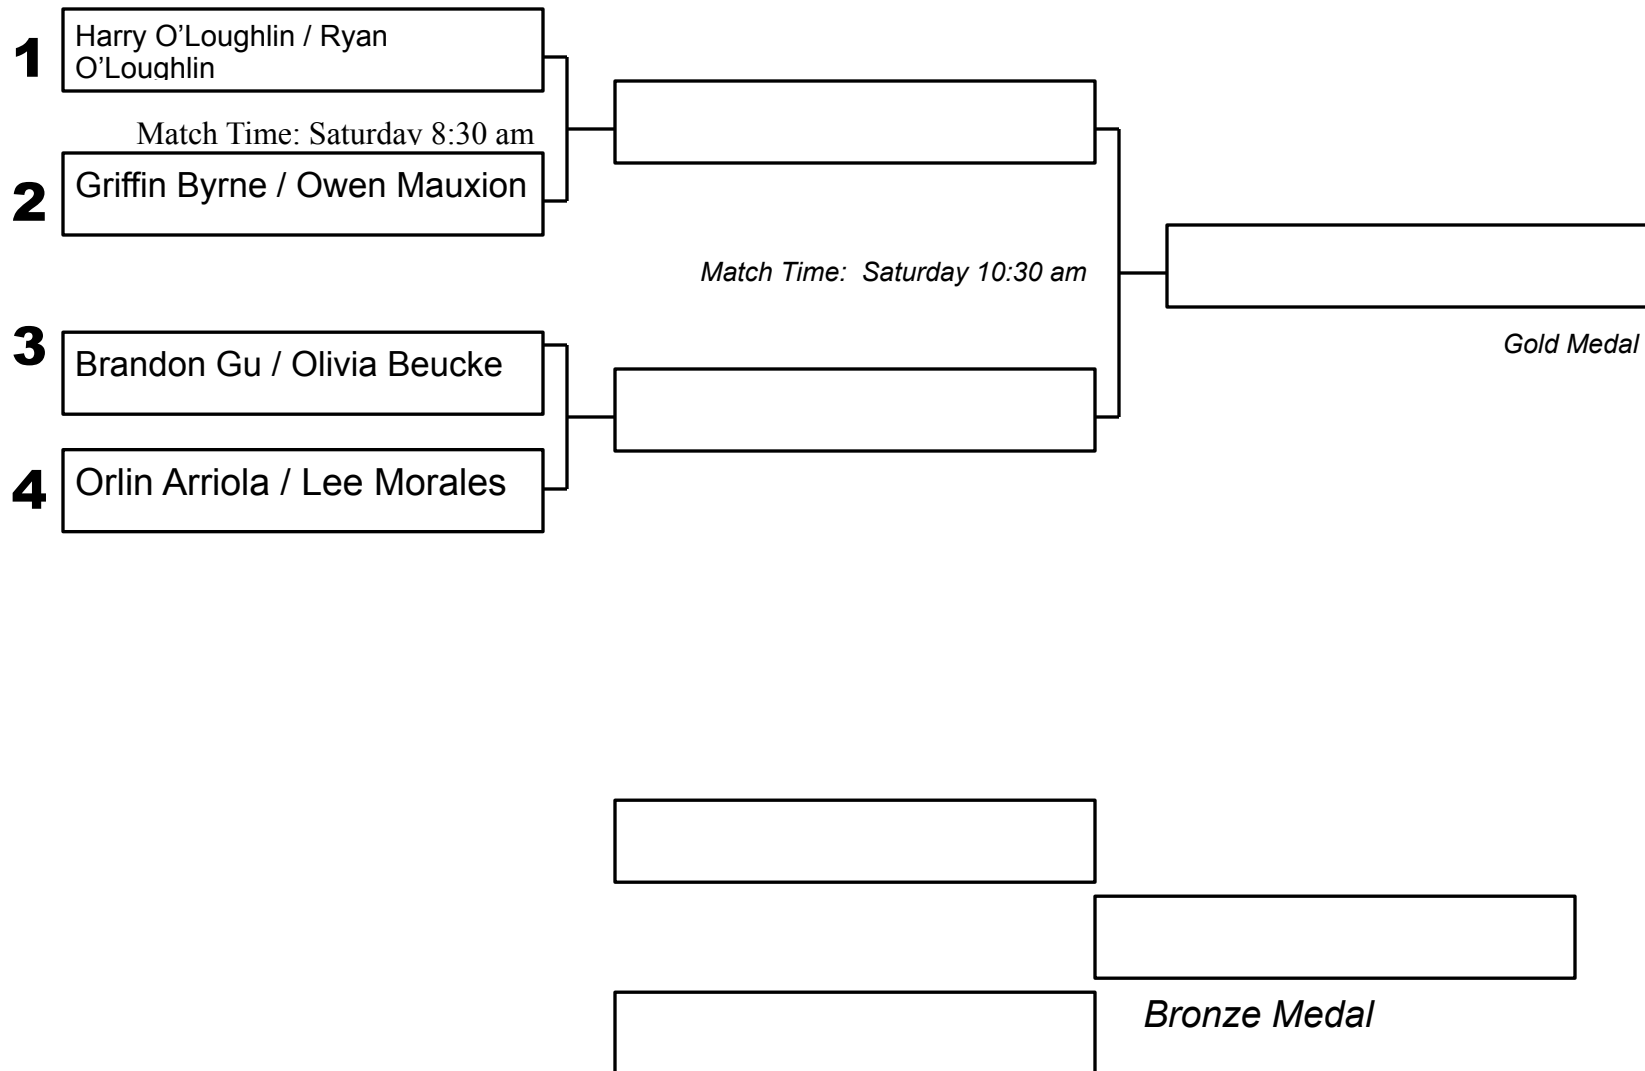 1
Harry O’Loughlin / Ryan
O’Loughlin
Match Time: Saturday 8:30 am
2
Griffin Byrne / Owen Mauxion
Match Time:  Saturday 10:30 am
3
Brandon Gu / Olivia Beucke
Gold Medal
4
Orlin Arriola / Lee Morales
Bronze Medal